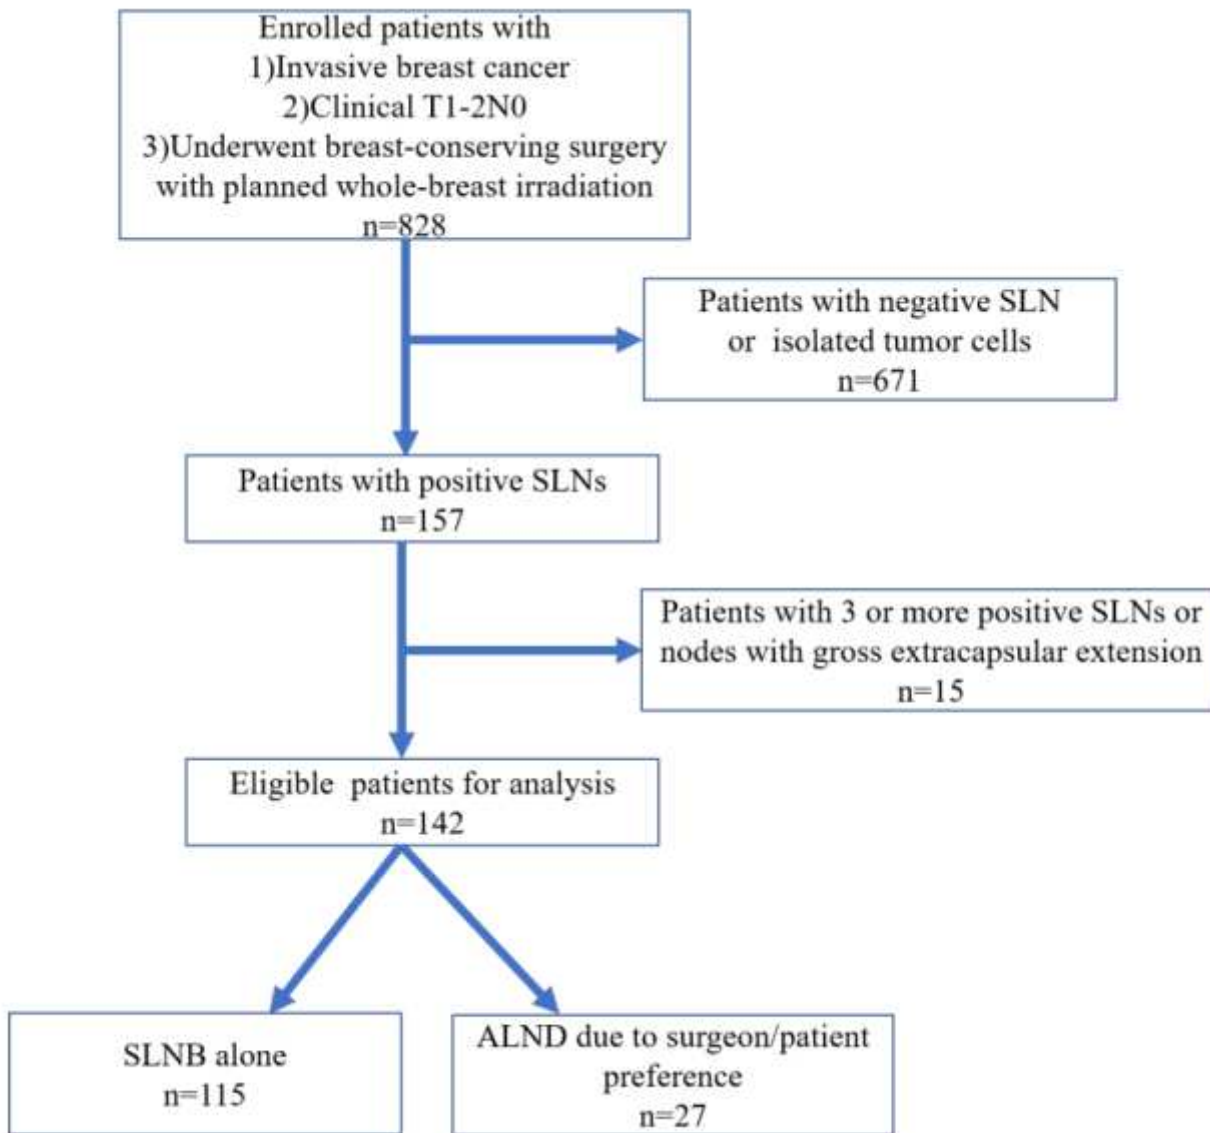 Enrolled patients with
1)Invasive breast cancer
2)Clinical T1-2N0
3)Underwent breast-conserving surgery
with planned whole-breast irradiation
n=828
Patients with negative SLN
or isolated tumor cells
n=671
Patients with positive SLNs
n=157
Patients with 3 or more positive SLNs or
nodes with gross extracapsular extension
n=15
Eligible patients for analysis
n=142
SLNB alone
n=115
ALND due to surgeon/patient
preference
n=27